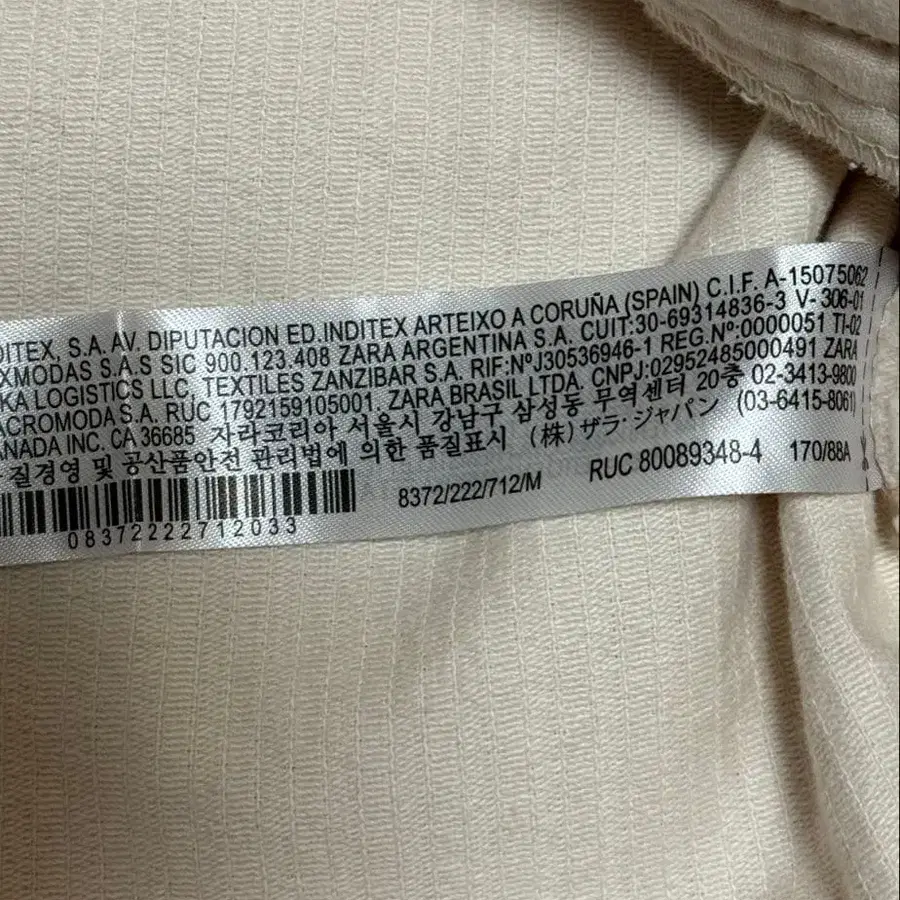 DITEX, S.A. AV. DIPUTACION ED.INDITEX ARTEIXO A CORUÑA (SPAIN) C.I.F. A-15075062
XMODAS S.A.S SIC 900.123.408 ZARA ARGENTINA S.A. CUIT:30-69314836-3 V- 306-01
KA LOGISTICS LLC, TEXTILES ZANZIBAR S.A. RIF:NºJ30536946-1 REG.Nº:0000051 TI-02
ACROMODA S.A. RUC 1792159105001. ZARA BRASIL LTDA. CNPJ:02952485000491 ZARA
ANADA INC. CA 36685 자라코리아 서울시 강남구 삼성동 무역센터 20층 02-3413-9800
질경영 및 공산품안전 관리법에 의한 품질표시 (株) ザラ・ジャパン (03-6415-8061)
8372/222/712/M RUC 80089348-4 170/88A
08372222712033